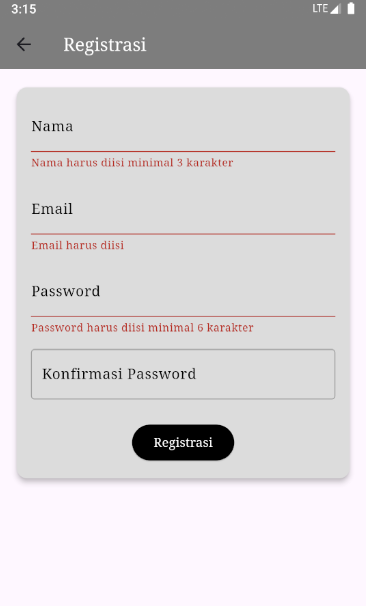 3:15
LTE
Registrasi
Nama
Nama harus diisi minimal 3 karakter
Email
Email harus diisi
Password
Password harus diisi minimal 6 karakter
Konfirmasi Password
Registrasi